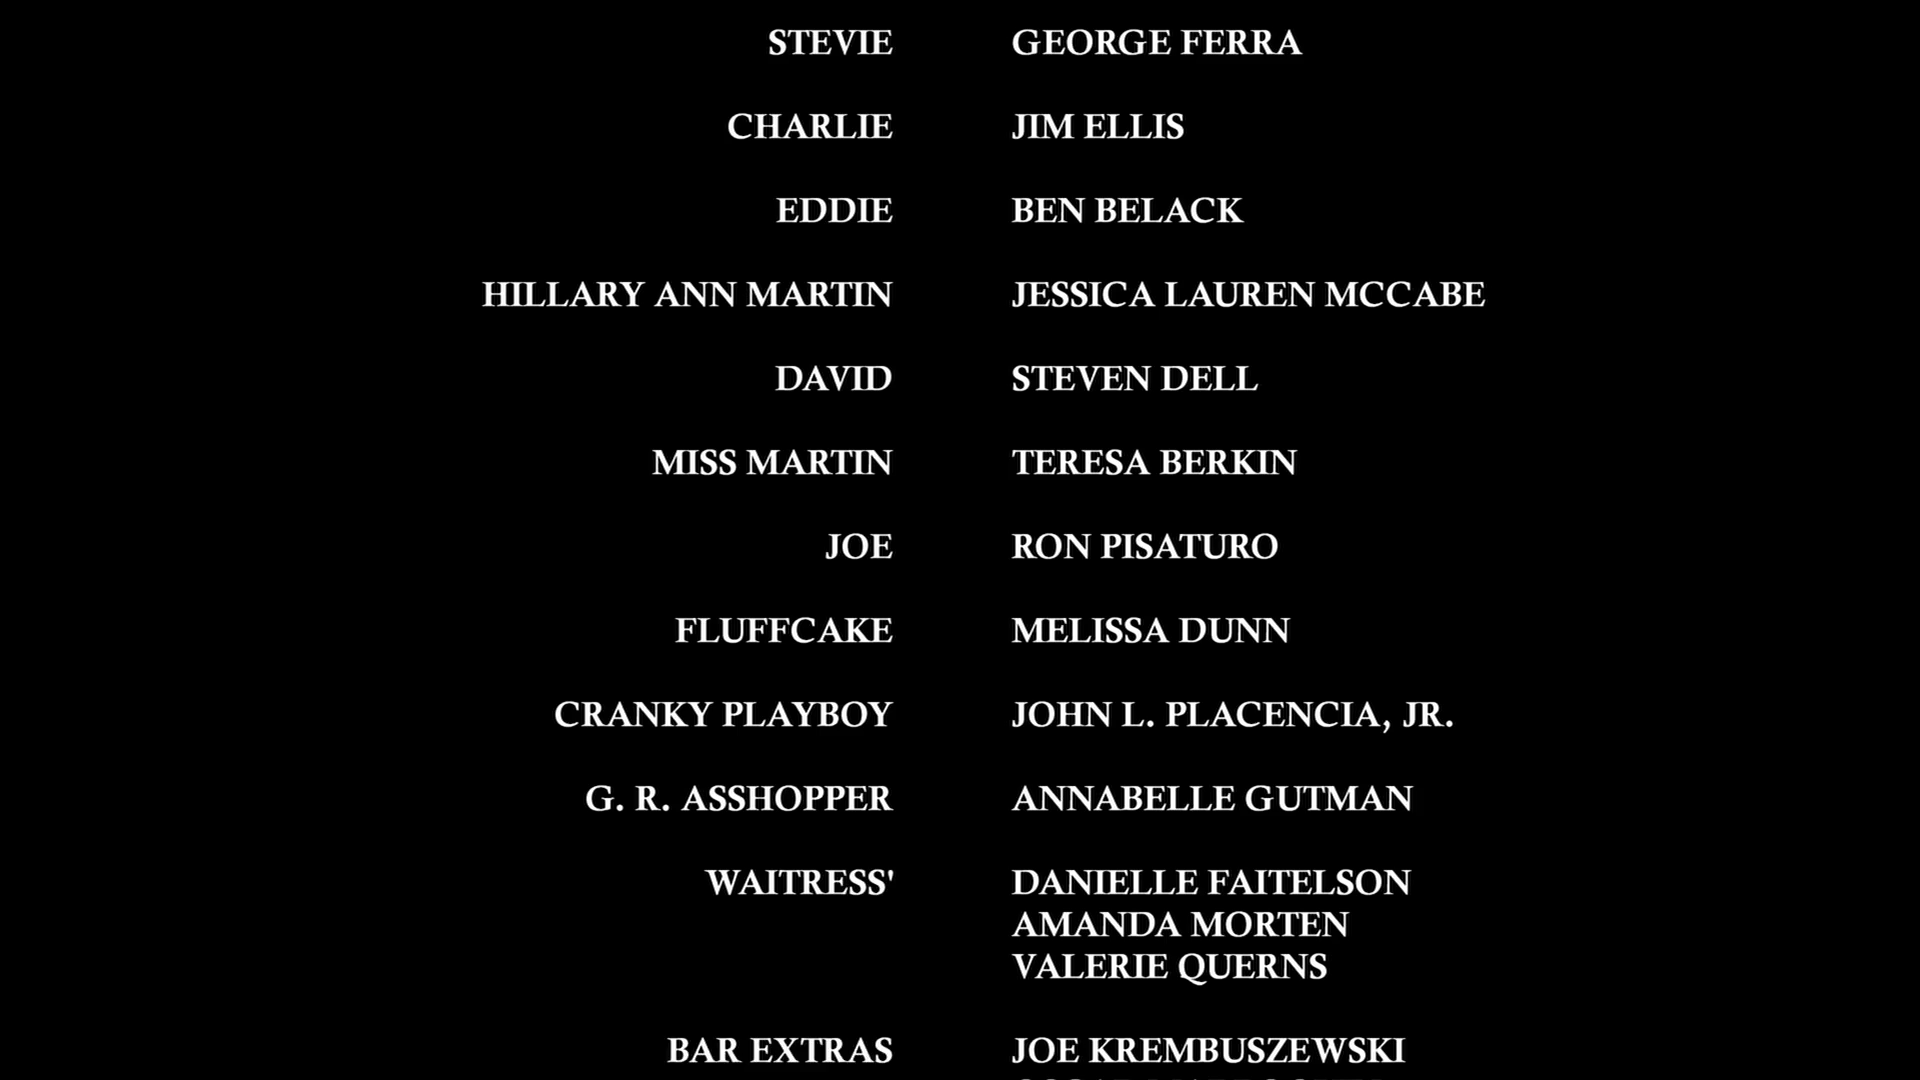 STEVIE GEORGE FERRA
CHARLIE JIM ELLIS
EDDIE BEN BELACK
HILLARY ANN MARTIN JESSICA LAUREN MCCABE
DAVID STEVEN DELL
MISS MARTIN TERESA BERKIN
JOE RON PISATURO
FLUFFCAKE MELISSA DUNN
CRANKY PLAYBOY JOHN L. PLACENCIA, JR.
G. R. ASSHOPPER ANNABELLE GUTMAN
WAITRESS' DANIELLE FAITELSON
AMANDA MORTEN
VALERIE QUERNS
BAR EXTRAS JOE KREMBUSZEWSKI